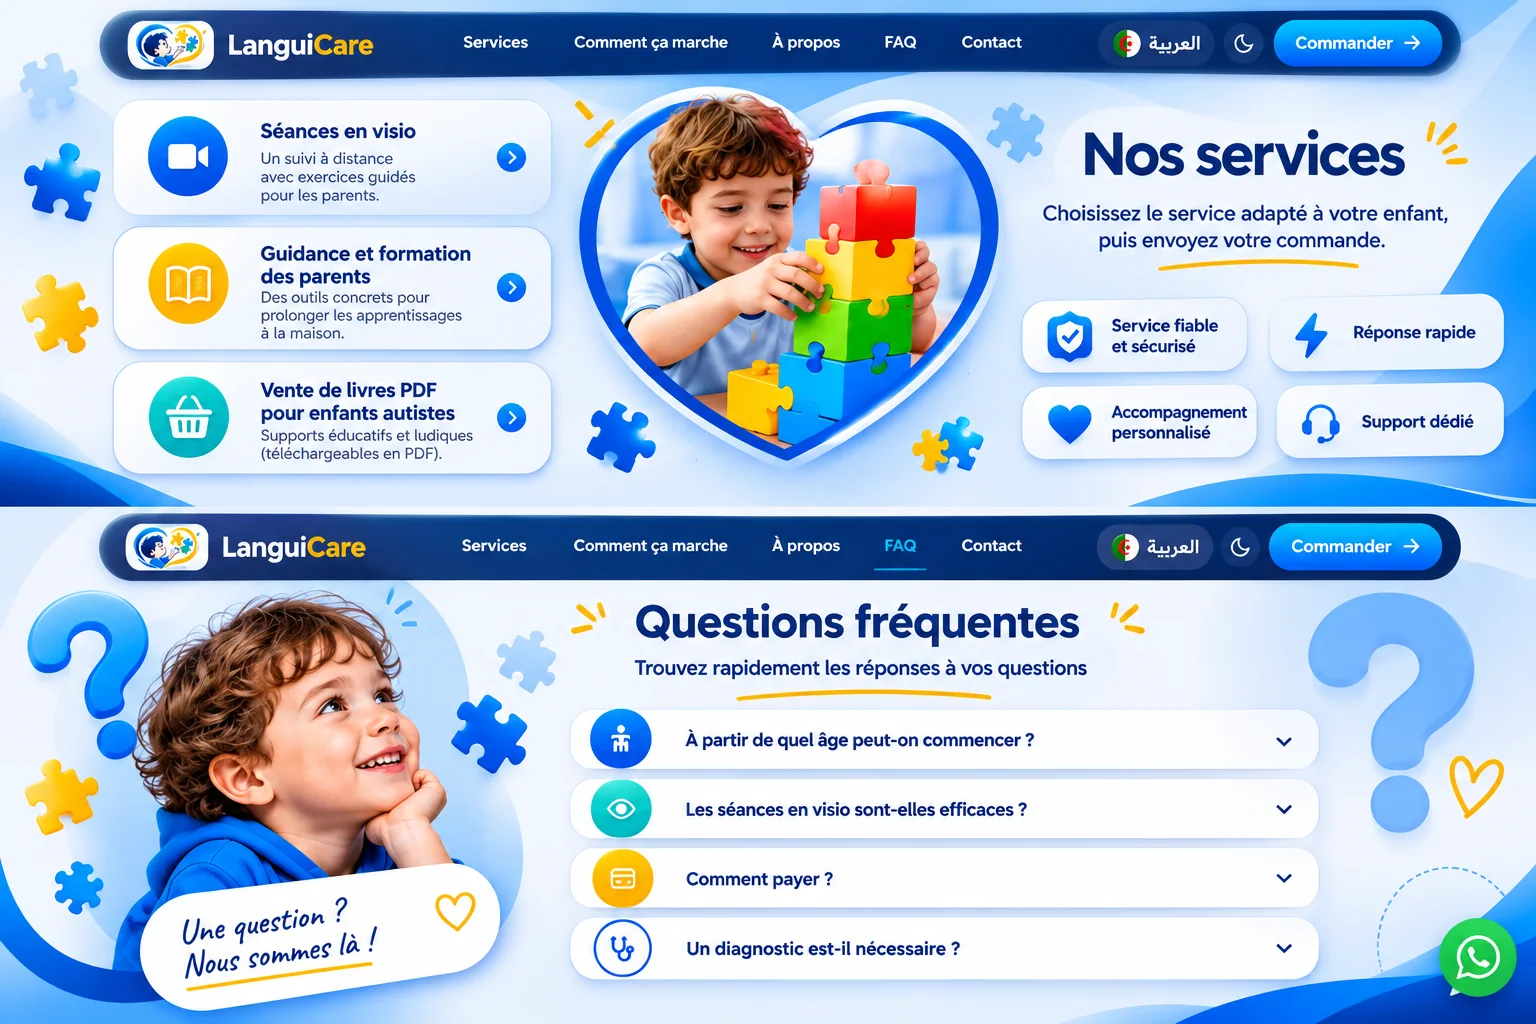 LanguiCare
Services
Comment ça marche
À propos
FAQ
Contact
العربية
Commander
Séances en visio
Un suivi à distance
avec exercices guidés
pour les parents.
Guidance et formation
des parents
Des outils concrets pour
prolonger les apprentissages
à la maison.
Vente de livres PDF
pour enfants autistes
Supports éducatifs et ludiques
(téléchargeables en PDF).
Nos services
Choisissez le service adapté à votre enfant,
puis envoyez votre commande.
Service fiable
et sécurisé
Réponse rapide
Accompagnement
personnalisé
Support dédié
LanguiCare
Services
Comment ça marche
À propos
FAQ
Contact
العربية
Commander
Questions fréquentes
Trouvez rapidement les réponses à vos questions
À partir de quel âge peut-on commencer ?
Les séances en visio sont-elles efficaces ?
Comment payer ?
Un diagnostic est-il nécessaire ?
Une question ?
Nous sommes là !